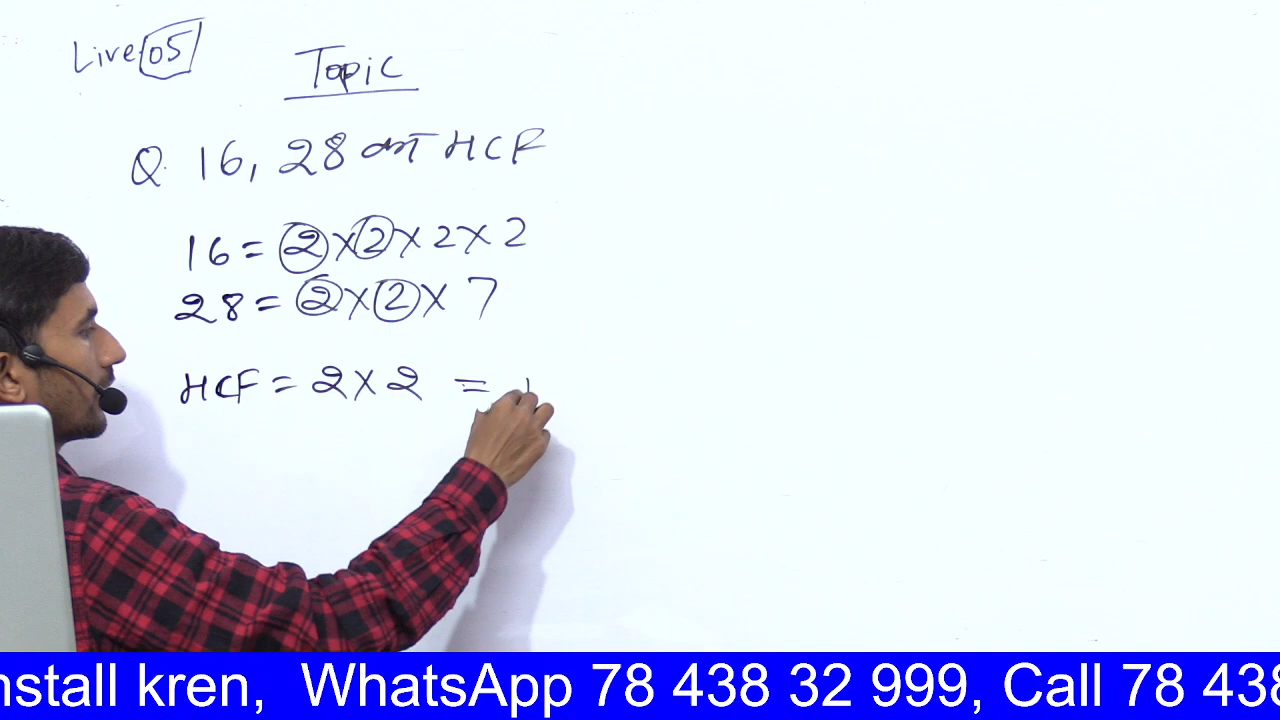 Live 05
Topic
Q. 16, 28 का HCF
16 = 2 × 2 × 2 × 2
28 = 2 × 2 × 7
HCF = 2 × 2 =
nstall kren, WhatsApp 78 438 32 999, Call 78 438